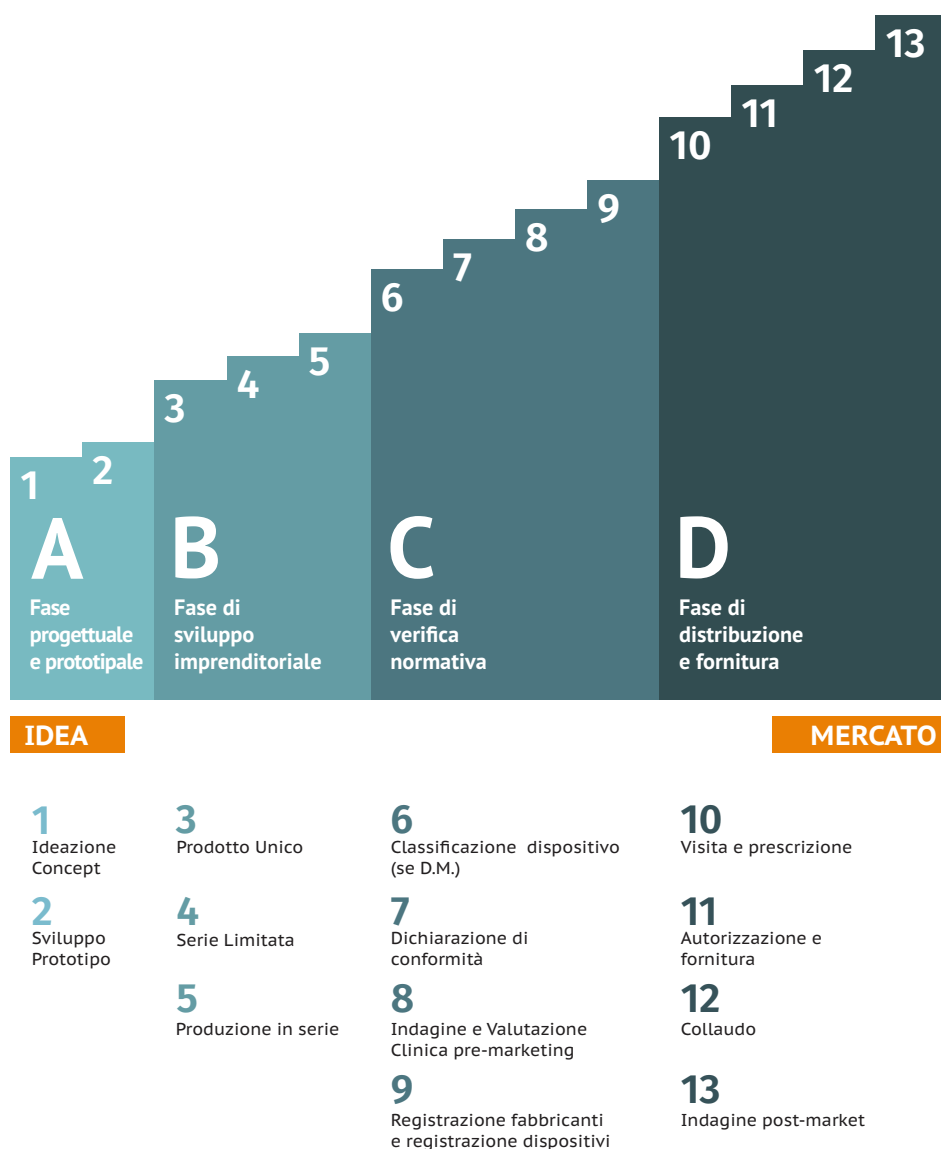 1
2
3
4
5
6
7
8
9
10
11
12
13
A
Fase
progettuale
e prototipale
B
Fase di
sviluppo
imprenditoriale
C
Fase di
verifica
normativa
D
Fase di
distribuzione
e fornitura
IDEA
MERCATO
1
Ideazione
Concept
2
Sviluppo
Prototipo
3
Prodotto Unico
4
Serie Limitata
5
Produzione in serie
6
Classificazione dispositivo
(se D.M.)
7
Dichiarazione di
conformità
8
Indagine e Valutazione
Clinica pre-marketing
9
Registrazione fabbricanti
e registrazione dispositivi
10
Visita e prescrizione
11
Autorizzazione e
fornitura
12
Collaudo
13
Indagine post-market